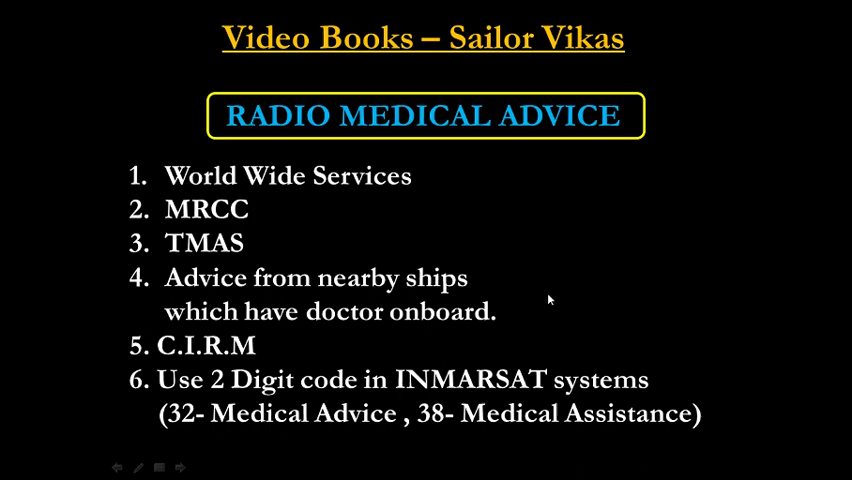 Video Books – Sailor Vikas
RADIO MEDICAL ADVICE
1. World Wide Services
2. MRCC
3. TMAS
4. Advice from nearby ships
which have doctor onboard.
5. C.I.R.M
6. Use 2 Digit code in INMARSAT systems
(32- Medical Advice , 38- Medical Assistance)